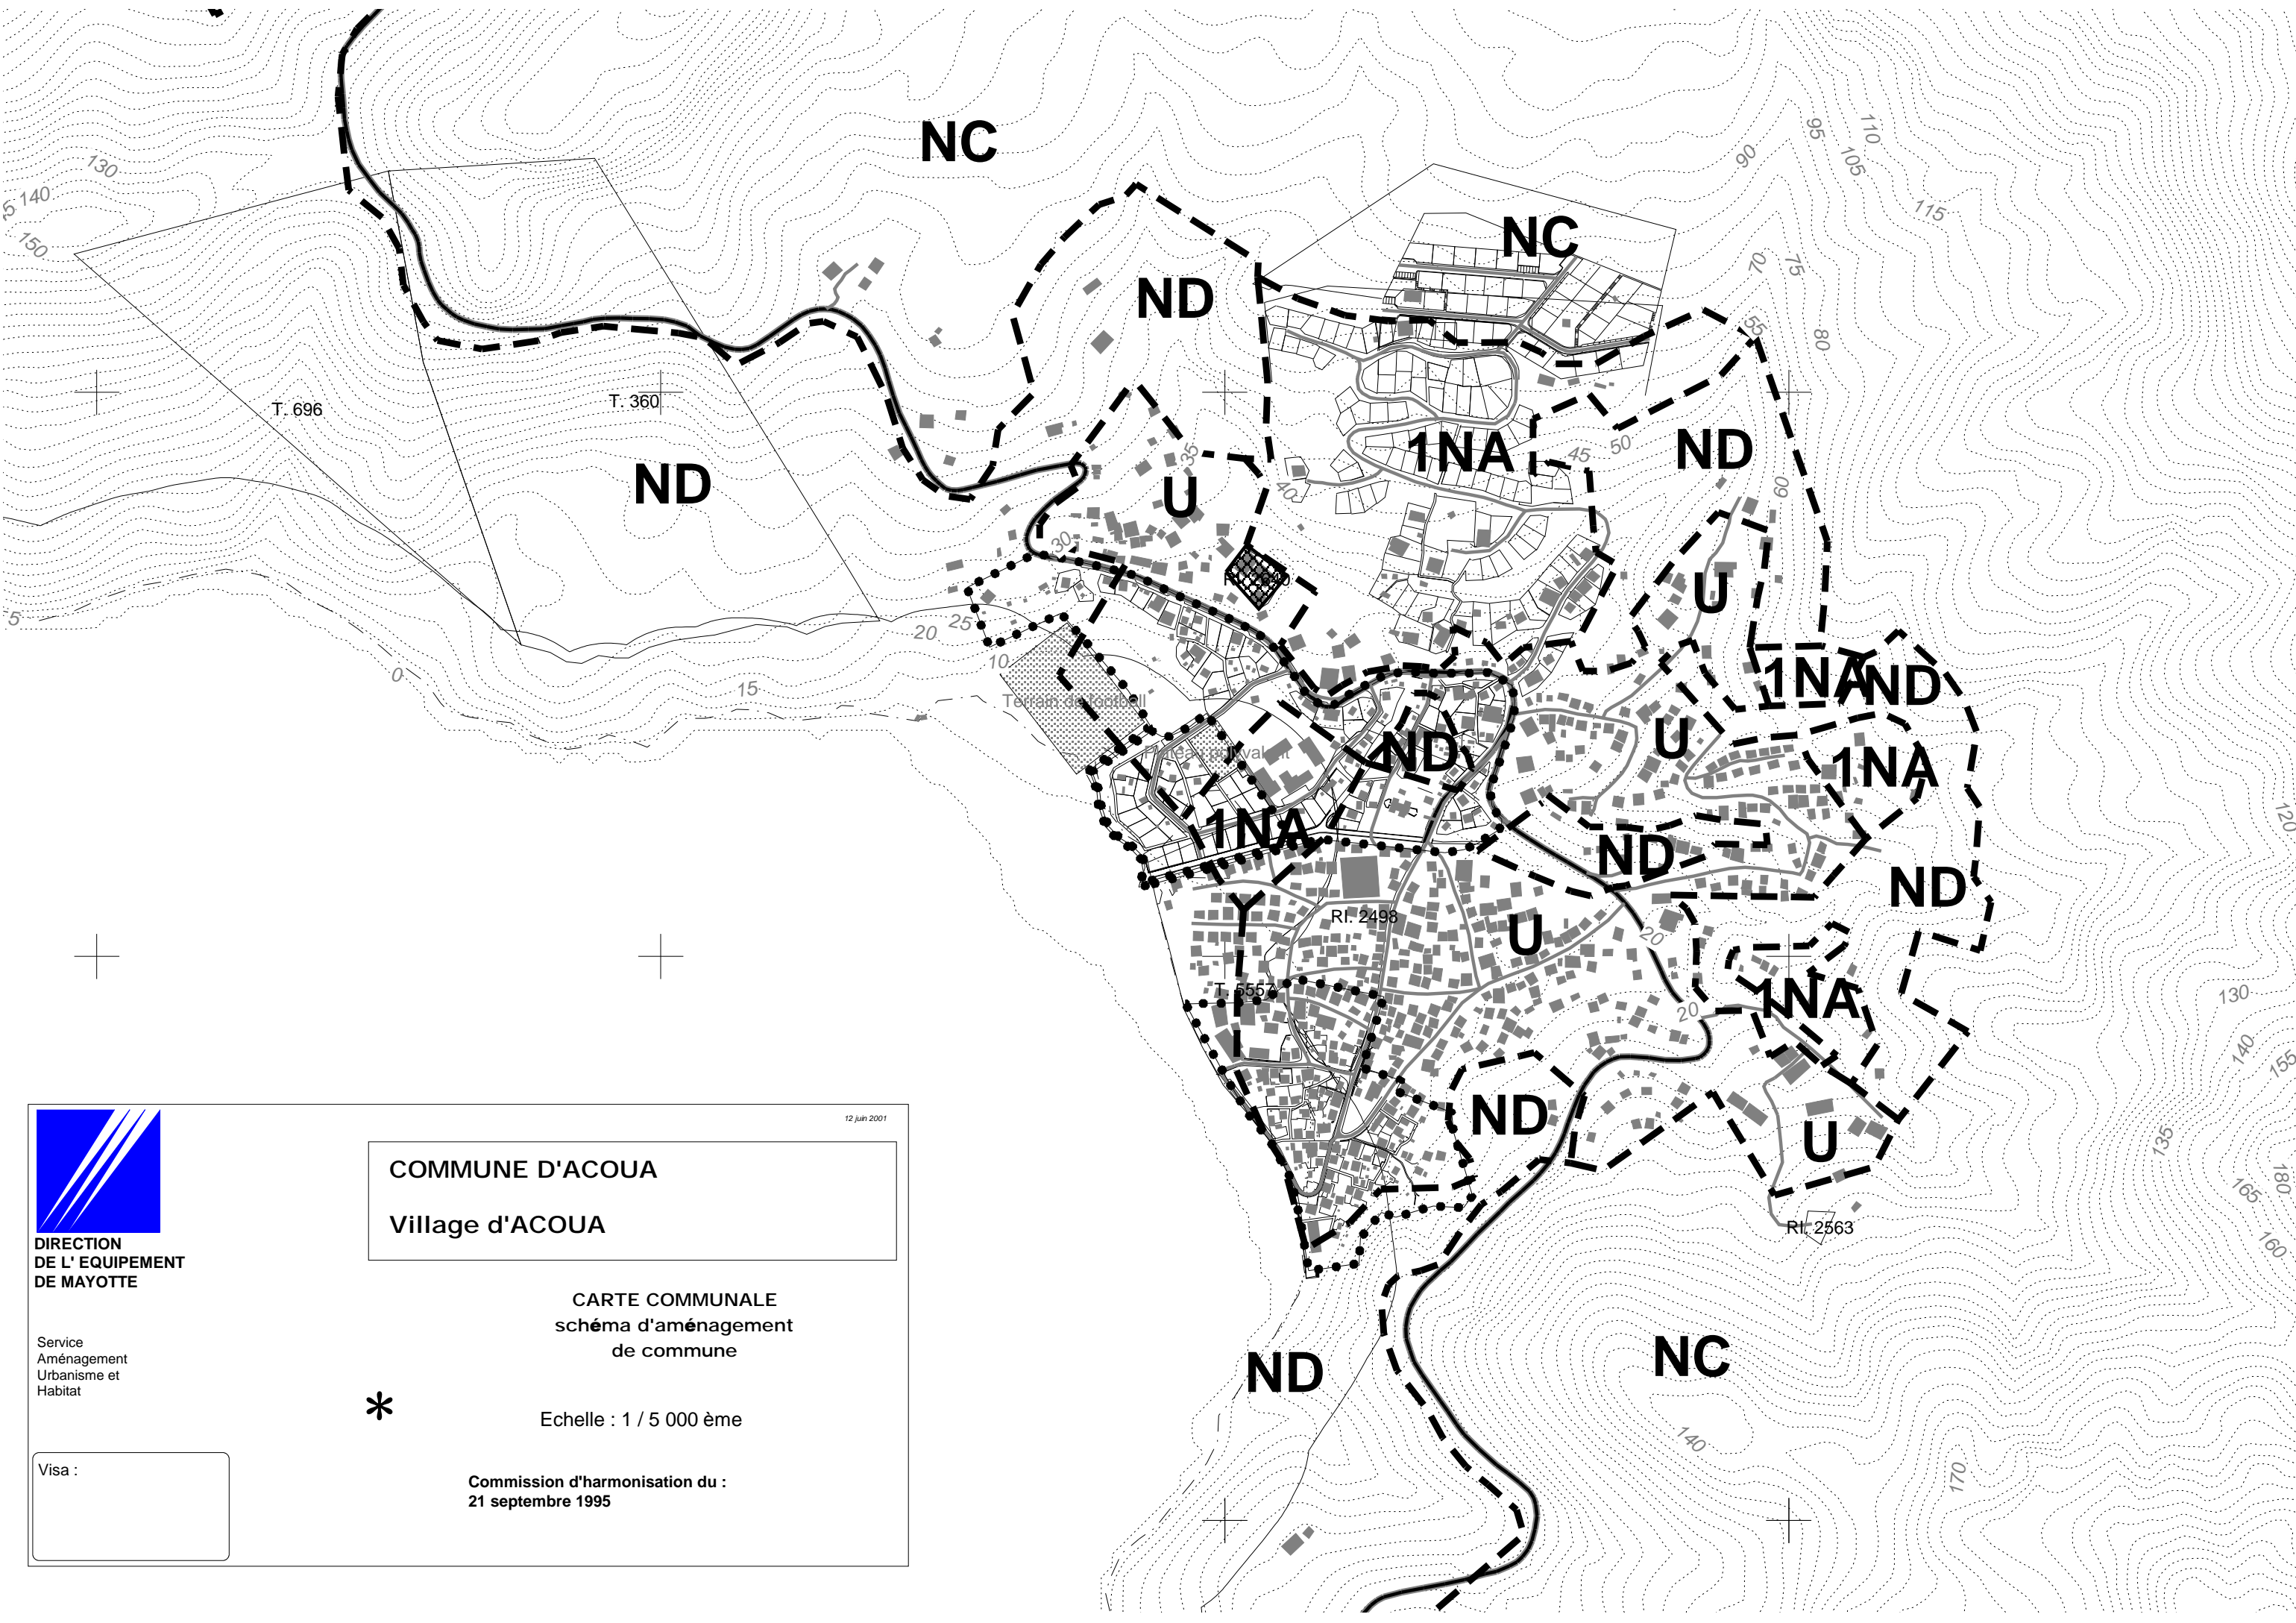 NC
130
110
95
90
105
5
140
115
150
NC
ND
70
75
55
80
T. 696
T. 360
1NA
ND
45
50
35
ND
U
40
60
30
U
5
20
25
10
0
15
Terrain de football
1NA
ND
U
ND
1NA
1NA
120
ND
ND
RI. 2498
U
20
T. 5557
1NA
130
20
140
155
ND
U
135
165
180
RI. 2563
160
ND
NC
140
170
12 juin 2001
COMMUNE D'ACOUA
Village d'ACOUA
DIRECTION
DE L' EQUIPEMENT
DE MAYOTTE
CARTE COMMUNALE
schéma d'aménagement
de commune
Service
Aménagement
Urbanisme et
Habitat
*
Echelle : 1 / 5 000 ème
Visa :
Commission d'harmonisation du :
21 septembre 1995